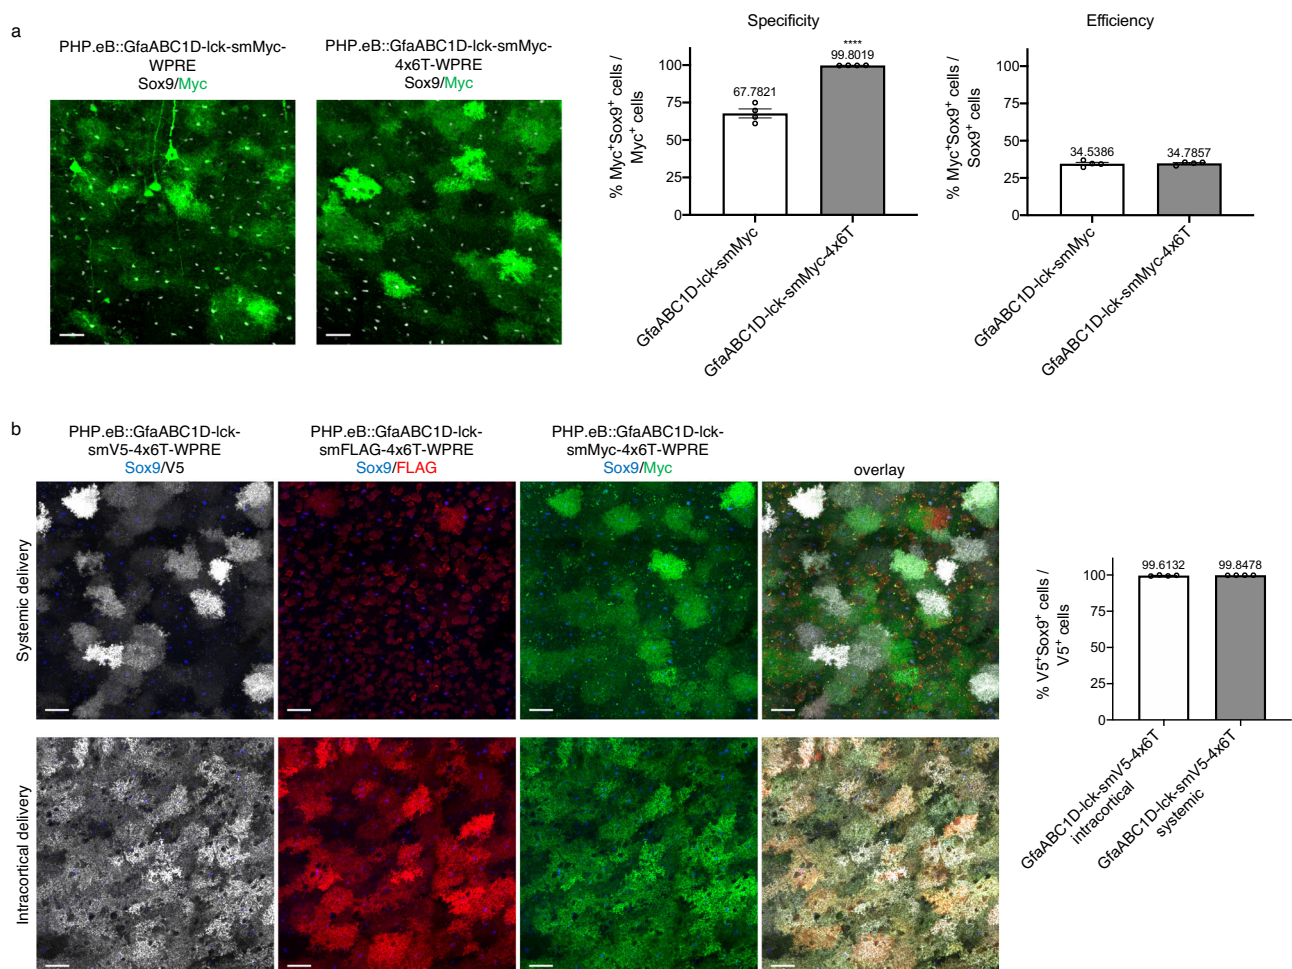 a
PHP.eB::GfaABC1D-lck-smMyc-
WPRE
Sox9/Myc
PHP.eB::GfaABC1D-lck-smMyc-
4x6T-WPRE
Sox9/Myc
Specificity
% Myc⁺Sox9⁺ cells /
Myc⁺ cells
100
75
50
25
0
67.7821
****
99.8019
GfaABC1D-lck-smMyc
GfaABC1D-lck-smMyc-4x6T
Efficiency
% Myc⁺Sox9⁺ cells /
Sox9⁺ cells
100
75
50
25
0
34.5386
34.7857
GfaABC1D-lck-smMyc
GfaABC1D-lck-smMyc-4x6T
b
PHP.eB::GfaABC1D-lck-
smV5-4x6T-WPRE
Sox9/V5
PHP.eB::GfaABC1D-lck-
smFLAG-4x6T-WPRE
Sox9/FLAG
PHP.eB::GfaABC1D-lck-
smMyc-4x6T-WPRE
Sox9/Myc
overlay
Systemic delivery
Intracortical delivery
% V5⁺Sox9⁺ cells /
V5⁺ cells
100
75
50
25
0
99.6132
99.8478
GfaABC1D-lck-smV5-4x6T
intracortical
GfaABC1D-lck-smV5-4x6T
systemic